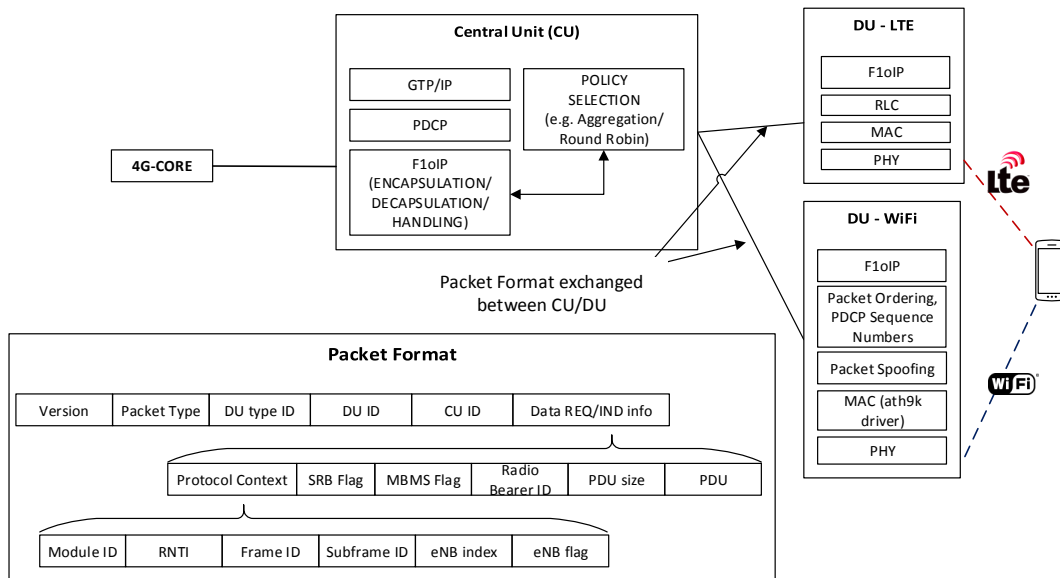 Central Unit (CU)
GTP/IP
PDCP
F1oIP
(ENCAPSULATION/
DECAPSULATION/
HANDLING)
POLICY
SELECTION
(e.g. Aggregation/
Round Robin)
4G-CORE
DU - LTE
F1oIP
RLC
MAC
PHY
Lte
DU - WiFi
F1oIP
Packet Ordering,
PDCP Sequence
Numbers
Packet Spoofing
MAC (ath9k
driver)
PHY
WiFi
Packet Format exchanged
between CU/DU
Packet Format
Version Packet Type DU type ID DU ID CU ID Data REQ/IND info
Protocol Context SRB Flag MBMS Flag Radio Bearer ID PDU size PDU
Module ID RNTI Frame ID Subframe ID eNB index eNB flag